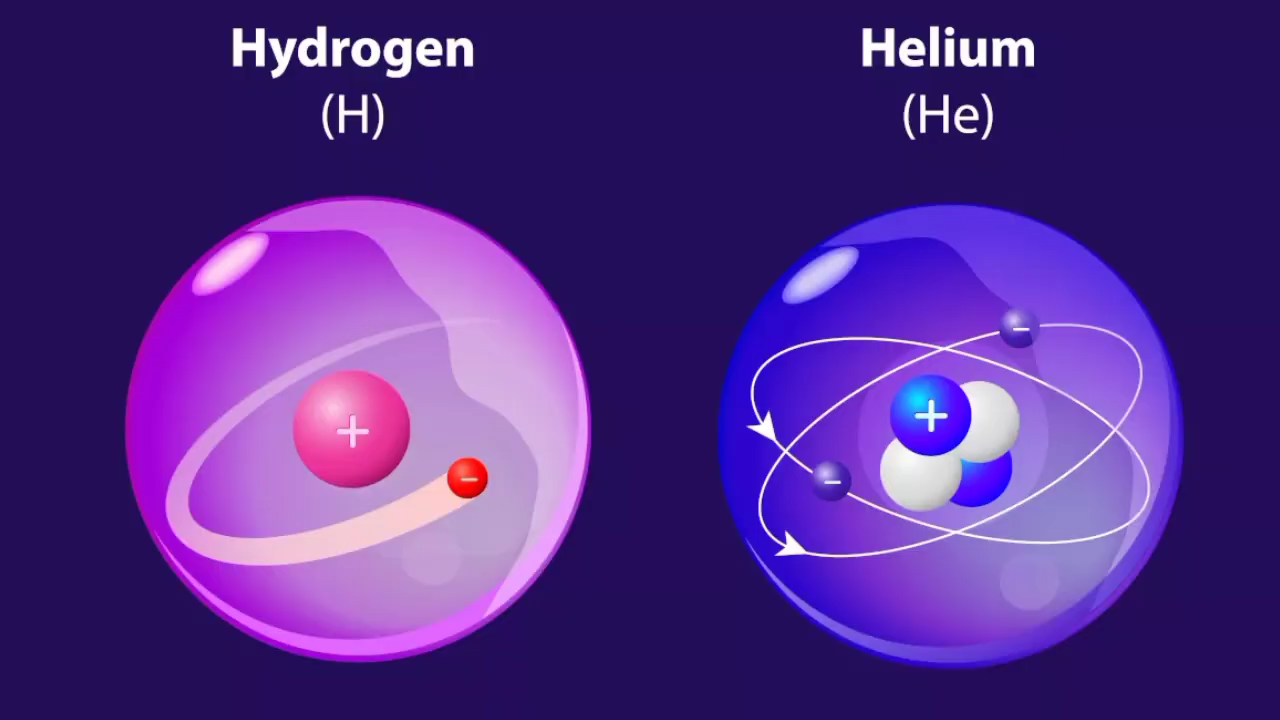 Hydrogen
(H)
Helium
(He)
+
−
−
+
−